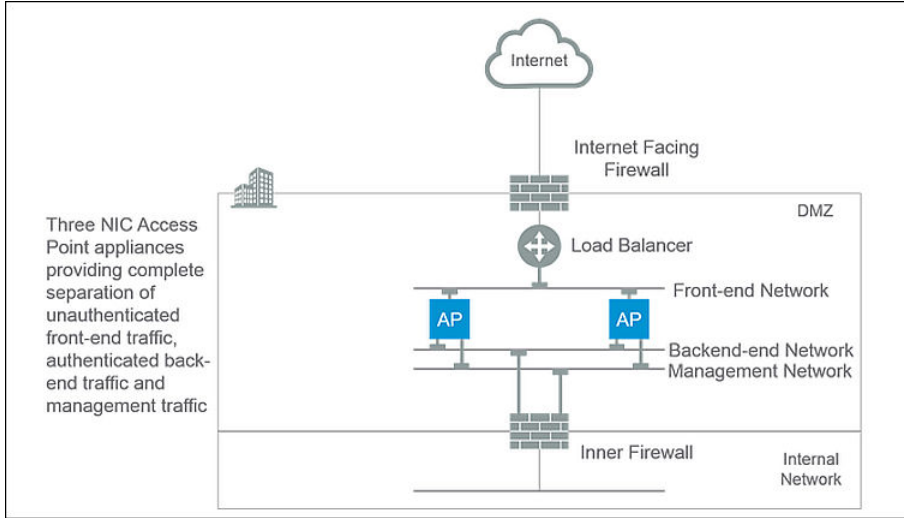 Internet
Internet Facing
Firewall
DMZ
Three NIC Access
Point appliances
providing complete
separation of
unauthenticated
front-end traffic,
authenticated back-
end traffic and
management traffic
Load Balancer
Front-end Network
AP
AP
Backend-end Network
Management Network
Inner Firewall
Internal
Network